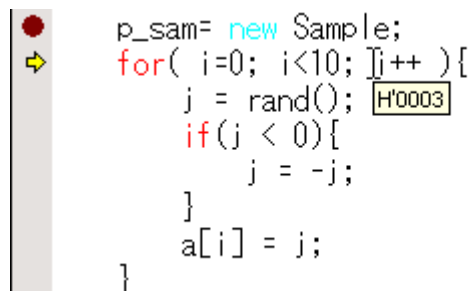 p_sam= new Sample;
for( i=0; i<10; i++ ){
j = rand();
H'0003
if(j < 0){
j = -j;
}
a[i] = j;
}